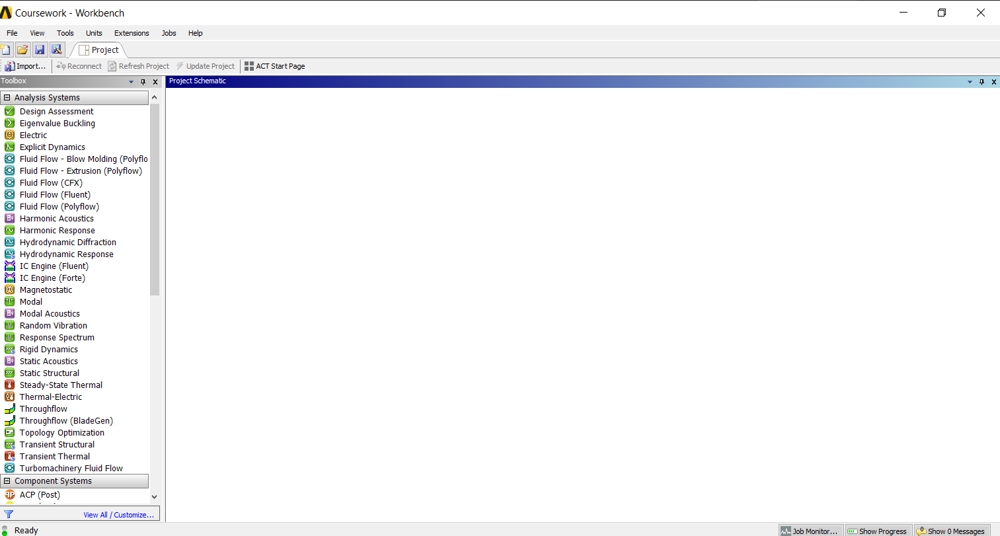 Coursework - Workbench
File View Tools Units Extensions Jobs Help
Project
Import... Reconnect Refresh Project Update Project ACT Start Page
Toolbox
Project Schematic
Analysis Systems
Design Assessment
Eigenvalue Buckling
Electric
Explicit Dynamics
Fluid Flow - Blow Molding (Polyflo
Fluid Flow - Extrusion (Polyflow)
Fluid Flow (CFX)
Fluid Flow (Fluent)
Fluid Flow (Polyflow)
Harmonic Acoustics
Harmonic Response
Hydrodynamic Diffraction
Hydrodynamic Response
IC Engine (Fluent)
IC Engine (Forte)
Magnetostatic
Modal
Modal Acoustics
Random Vibration
Response Spectrum
Rigid Dynamics
Static Acoustics
Static Structural
Steady-State Thermal
Thermal-Electric
Throughflow
Throughflow (BladeGen)
Topology Optimization
Transient Structural
Transient Thermal
Turbomachinery Fluid Flow
Component Systems
ACP (Post)
View All / Customize...
Ready
Job Monitor... Show Progress Show 0 Messages